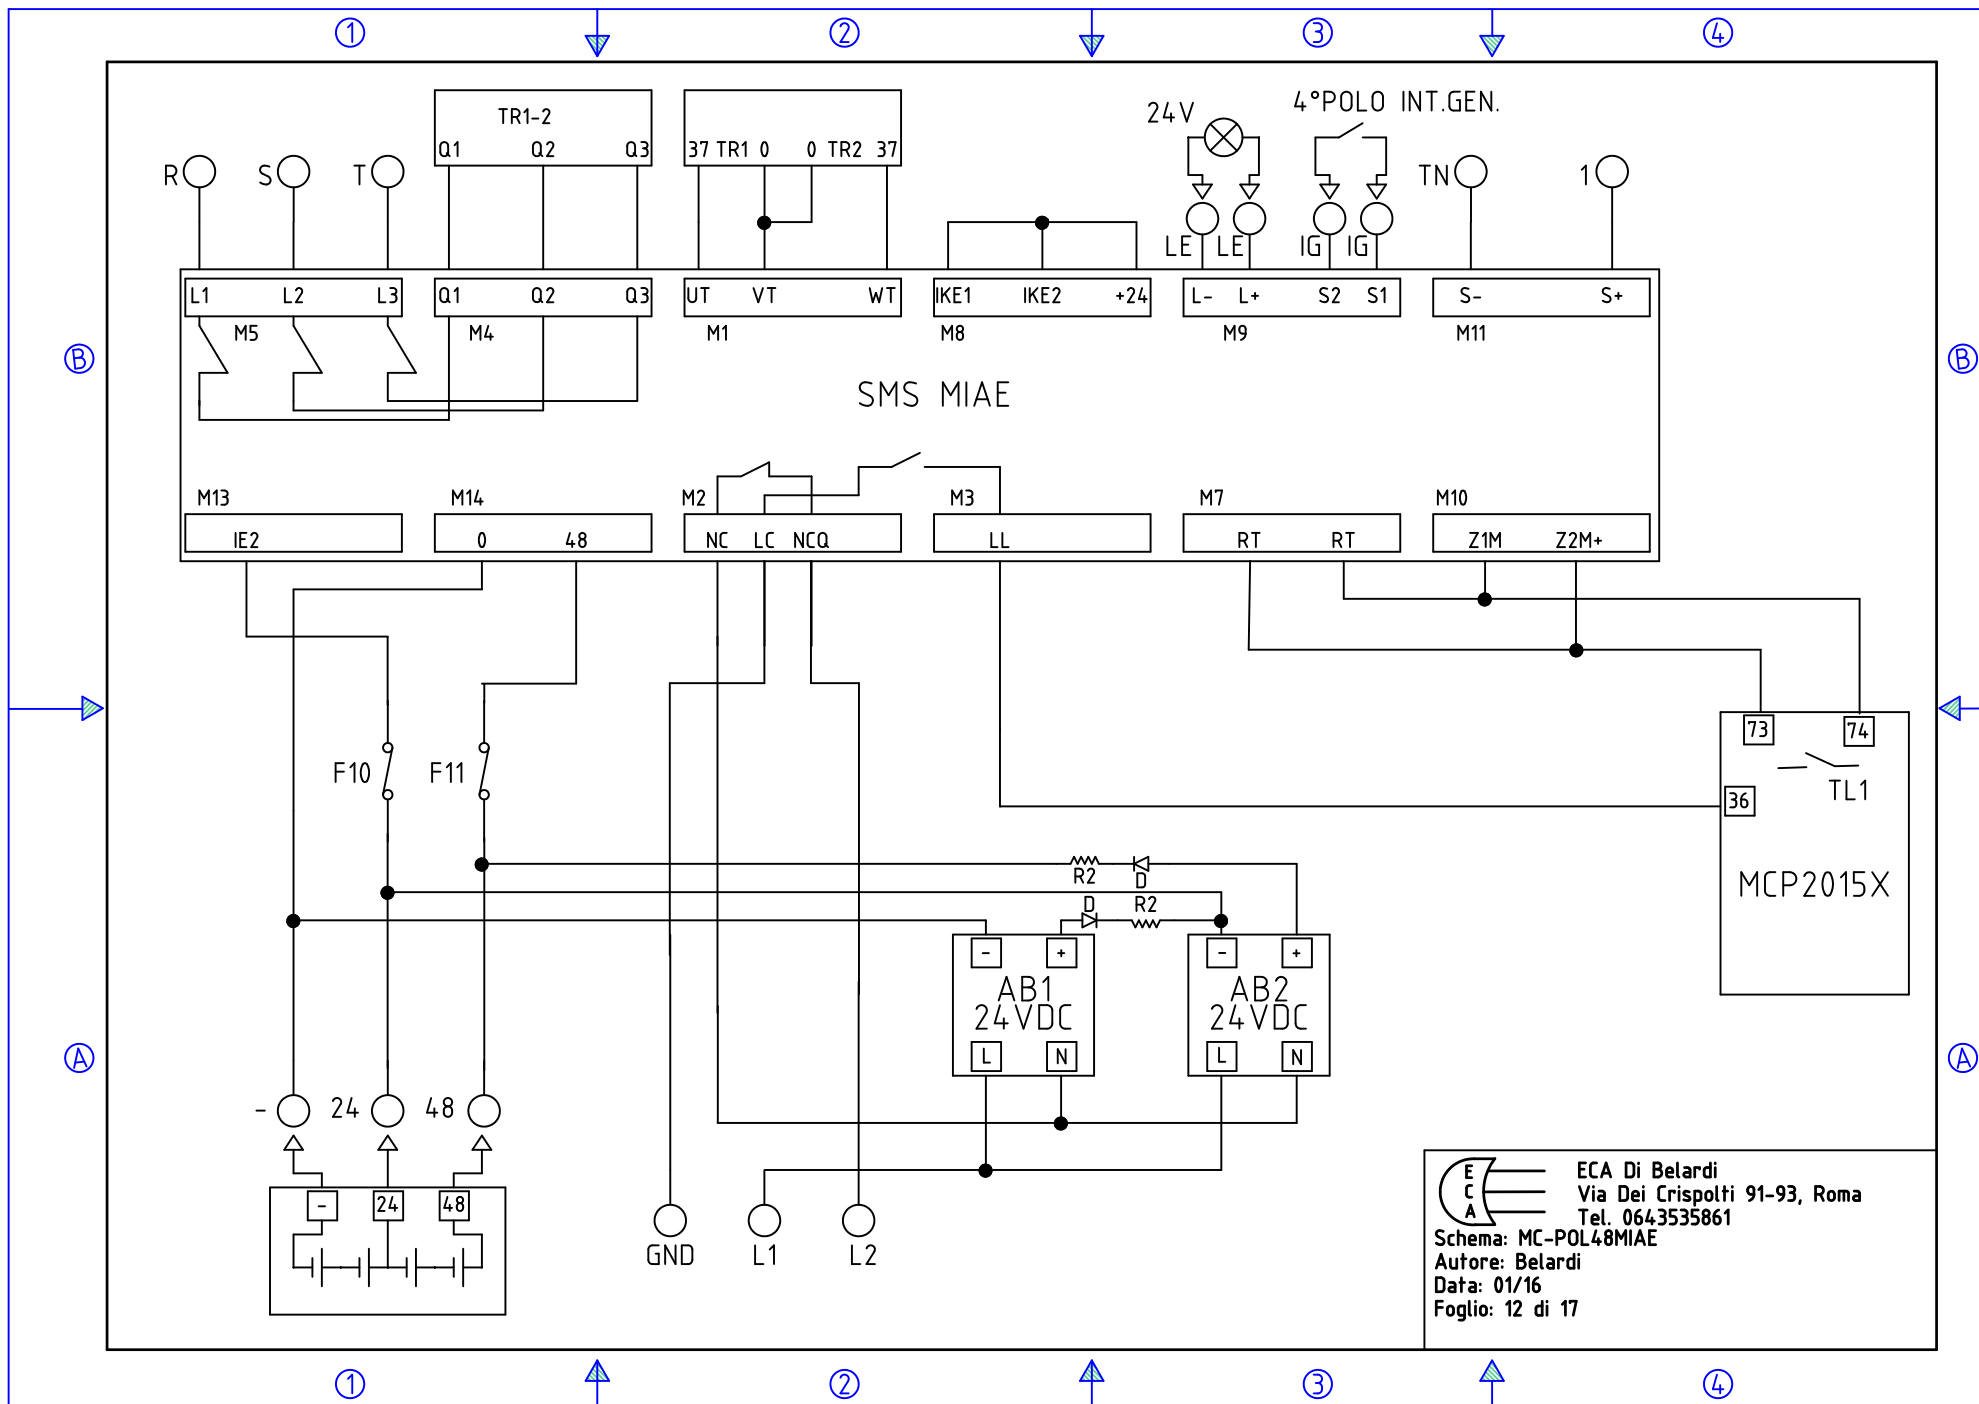 1 2 3 4
24V 4°POLO INT.GEN.
TR1-2
Q1 Q2 Q3 37 TR1 0 0 TR2 37
R S T TN 1
LE LE IG IG
L1 L2 L3 Q1 Q2 Q3 UT VT WT IKE1 IKE2 +24 L- L+ S2 S1 S- S+
M5 M4 M1 M8 M9 M11
B B
SMS MIAE
M13 M14 M2 M3 M7 M10
IE2 0 48 NC LC NCQ LL RT RT Z1M Z2M+
73 74
F10 F11
TL1
36
R2 D
MCP2015X
D R2
- + - +
AB1 AB2
24VDC 24VDC
L N L N
A A
- 24 48
- 24 48
GND L1 L2
E
C
A
ECA Di Belardi
Via Dei Crispolti 91-93, Roma
Tel. 0643535861
Schema: MC-POL48MIAE
Autore: Belardi
Data: 01/16
Foglio: 12 di 17
1 2 3 4